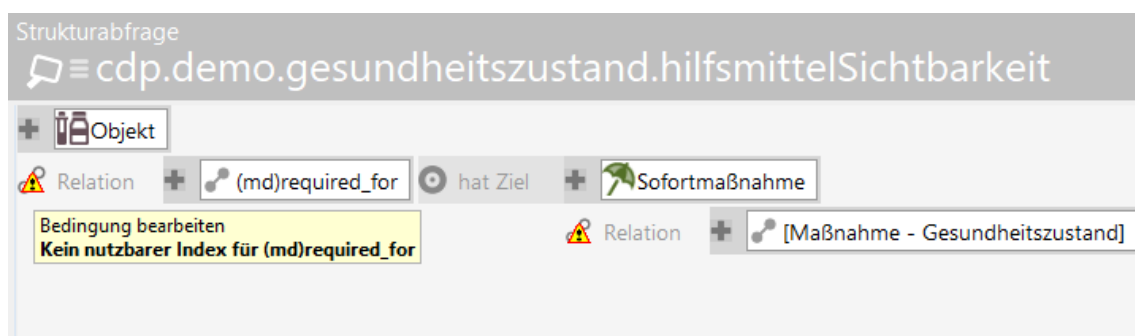 Strukturabfrage
cdp.demo.gesundheitszustand.hilfsmittelSichtbarkeit
Objekt
Relation (md)required_for hat Ziel Sofortmaßnahme
Bedingung bearbeiten
Kein nutzbarer Index für (md)required_for
Relation [Maßnahme - Gesundheitszustand]